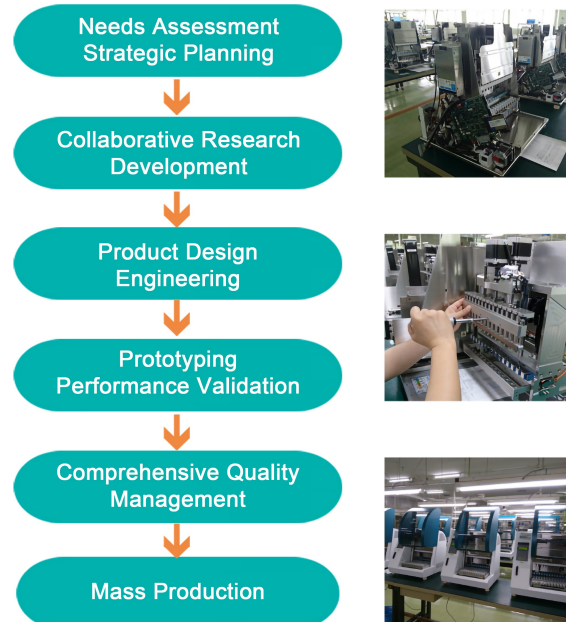 Needs Assessment
Strategic Planning
Collaborative Research
Development
Product Design
Engineering
Prototyping
Performance Validation
Comprehensive Quality
Management
Mass Production